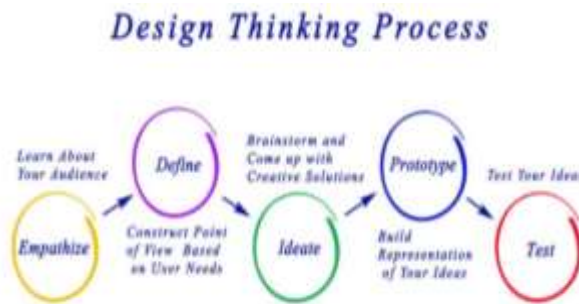 Design Thinking Process
Learn About
Your Audience
Empathize
Define
Construct Point
of View Based
on User Needs
Brainstorm and
Come up with
Creative Solutions
Ideate
Prototype
Build
Representation
of Your Ideas
Test Your Ideas
Test